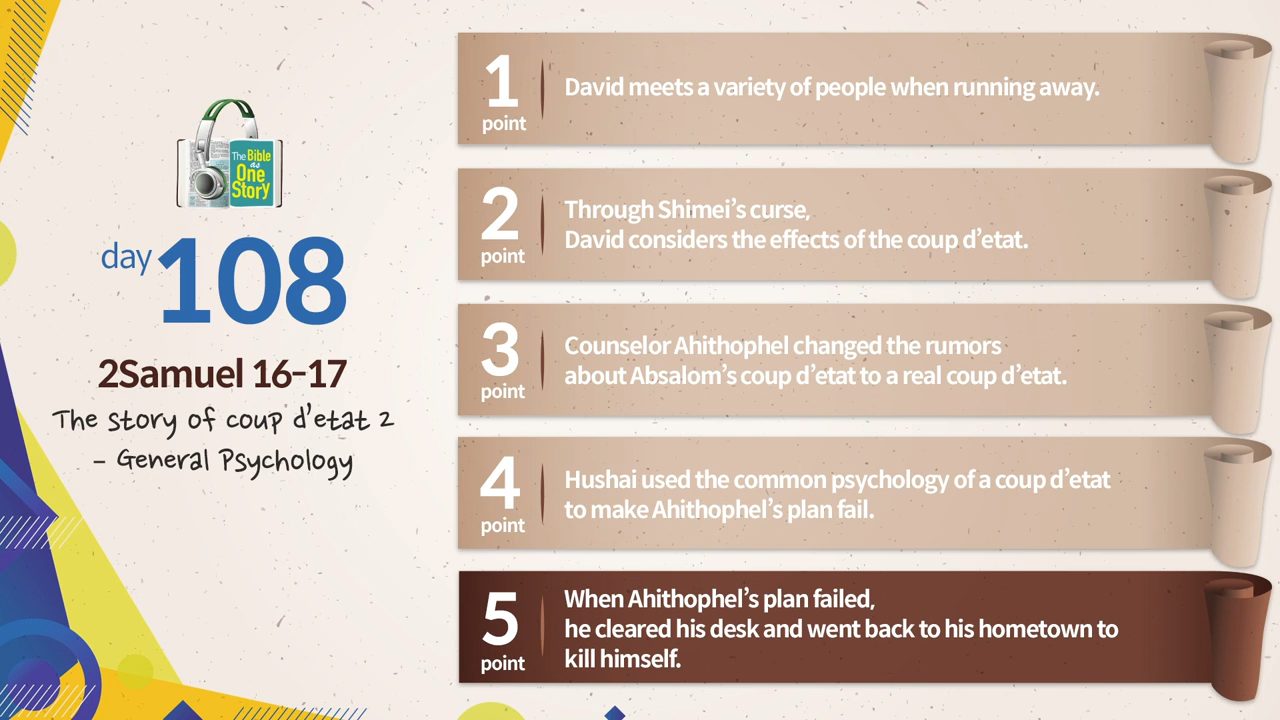 The Bible
as
One
Story
day 108
2Samuel 16-17
The story of coup d'etat 2
- General Psychology
1
point
David meets a variety of people when running away.
2
point
Through Shimei's curse,
David considers the effects of the coup d'etat.
3
point
Counselor Ahithophel changed the rumors
about Absalom's coup d'etat to a real coup d'etat.
4
point
Hushai used the common psychology of a coup d'etat
to make Ahithophel's plan fail.
5
point
When Ahithophel's plan failed,
he cleared his desk and went back to his hometown to
kill himself.